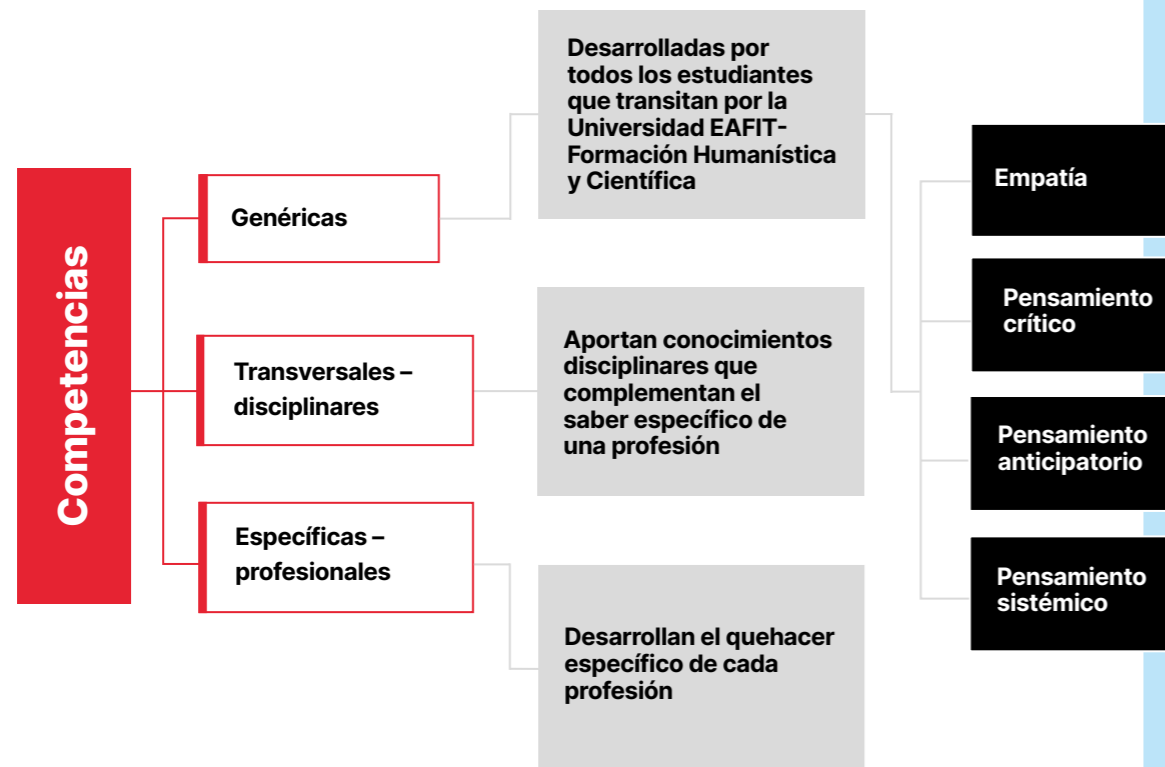 Competencias
Genéricas
Desarrolladas por
todos los estudiantes
que transitan por la
Universidad EAFIT-
Formación Humanística
y Científica
Empatía
Pensamiento
crítico
Pensamiento
anticipatorio
Pensamiento
sistémico
Transversales –
disciplinares
Aportan conocimientos
disciplinares que
complementan el
saber específico de
una profesión
Específicas –
profesionales
Desarrollan el quehacer
específico de cada
profesión